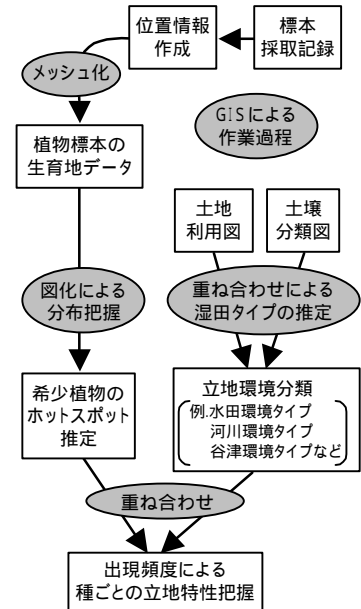 位置情報
作成
標本
採取記録
メッシュ化
GISによる
作業過程
植物標本の
生育地データ
土地
利用図
土壌
分類図
図化による
分布把握
重ね合わせによる
湿田タイプの推定
希少植物の
ホットスポット
推定
立地環境分類
例.水田環境タイプ
河川環境タイプ
谷津環境タイプなど
重ね合わせ
出現頻度による
種ごとの立地特性把握